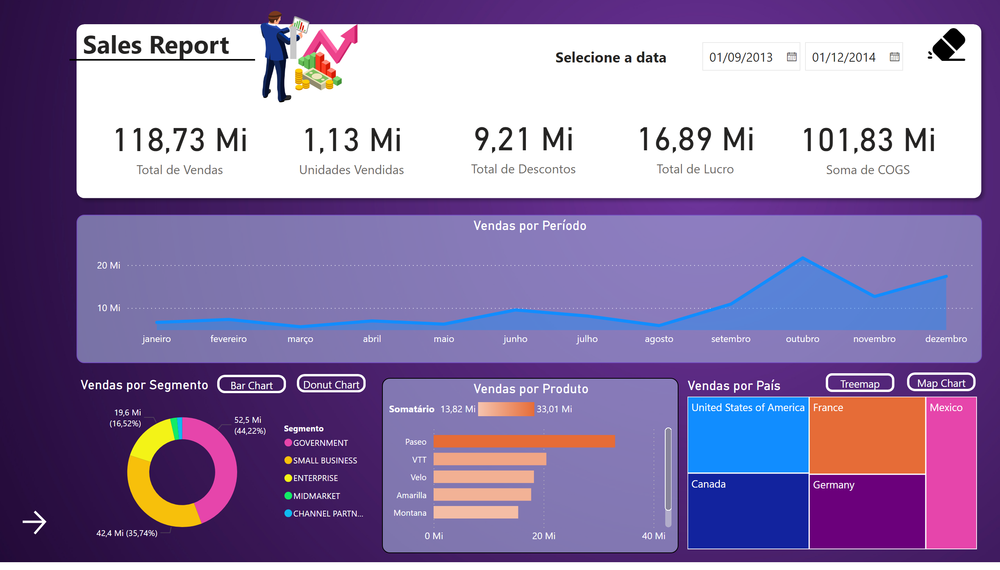 Sales Report
Selecione a data
01/09/2013
01/12/2014
118,73 Mi
Total de Vendas
1,13 Mi
Unidades Vendidas
9,21 Mi
Total de Descontos
16,89 Mi
Total de Lucro
101,83 Mi
Soma de COGS
Vendas por Período
20 Mi
10 Mi
janeiro fevereiro março abril maio junho julho agosto setembro outubro novembro dezembro
Vendas por Segmento
Bar Chart
Donut Chart
19,6 Mi
(16,52%)
52,5 Mi
(44,22%)
42,4 Mi (35,74%)
Segmento
GOVERNMENT
SMALL BUSINESS
ENTERPRISE
MIDMARKET
CHANNEL PARTN...
Vendas por Produto
Somatário 13,82 Mi 33,01 Mi
Paseo
VTT
Velo
Amarilla
Montana
0 Mi 20 Mi 40 Mi
Vendas por País
Treemap
Map Chart
United States of America
France
Mexico
Canada
Germany